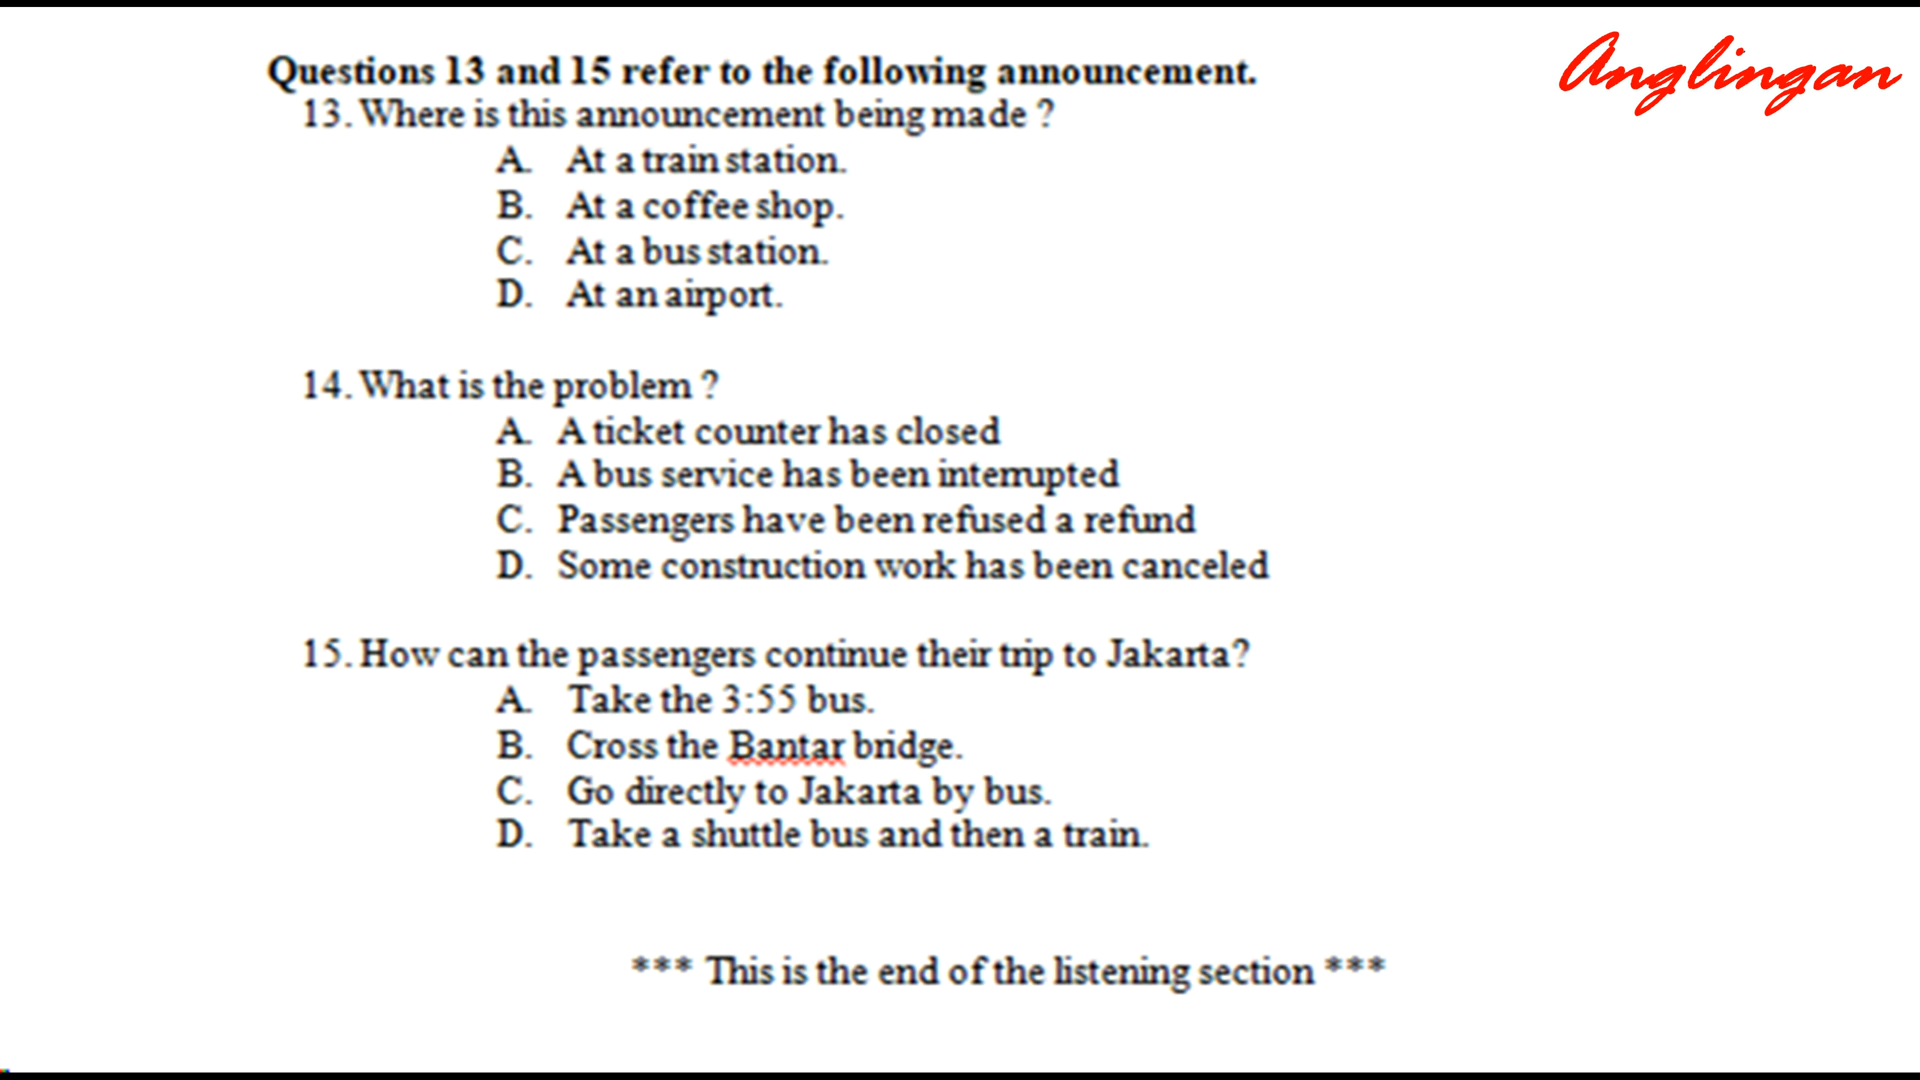 Anglingan
Questions 13 and 15 refer to the following announcement.
13. Where is this announcement being made ?
A. At a train station.
B. At a coffee shop.
C. At a bus station.
D. At an airport.
14. What is the problem ?
A. A ticket counter has closed
B. A bus service has been interrupted
C. Passengers have been refused a refund
D. Some construction work has been canceled
15. How can the passengers continue their trip to Jakarta?
A. Take the 3:55 bus.
B. Cross the Bantar bridge.
C. Go directly to Jakarta by bus.
D. Take a shuttle bus and then a train.
*** This is the end of the listening section ***